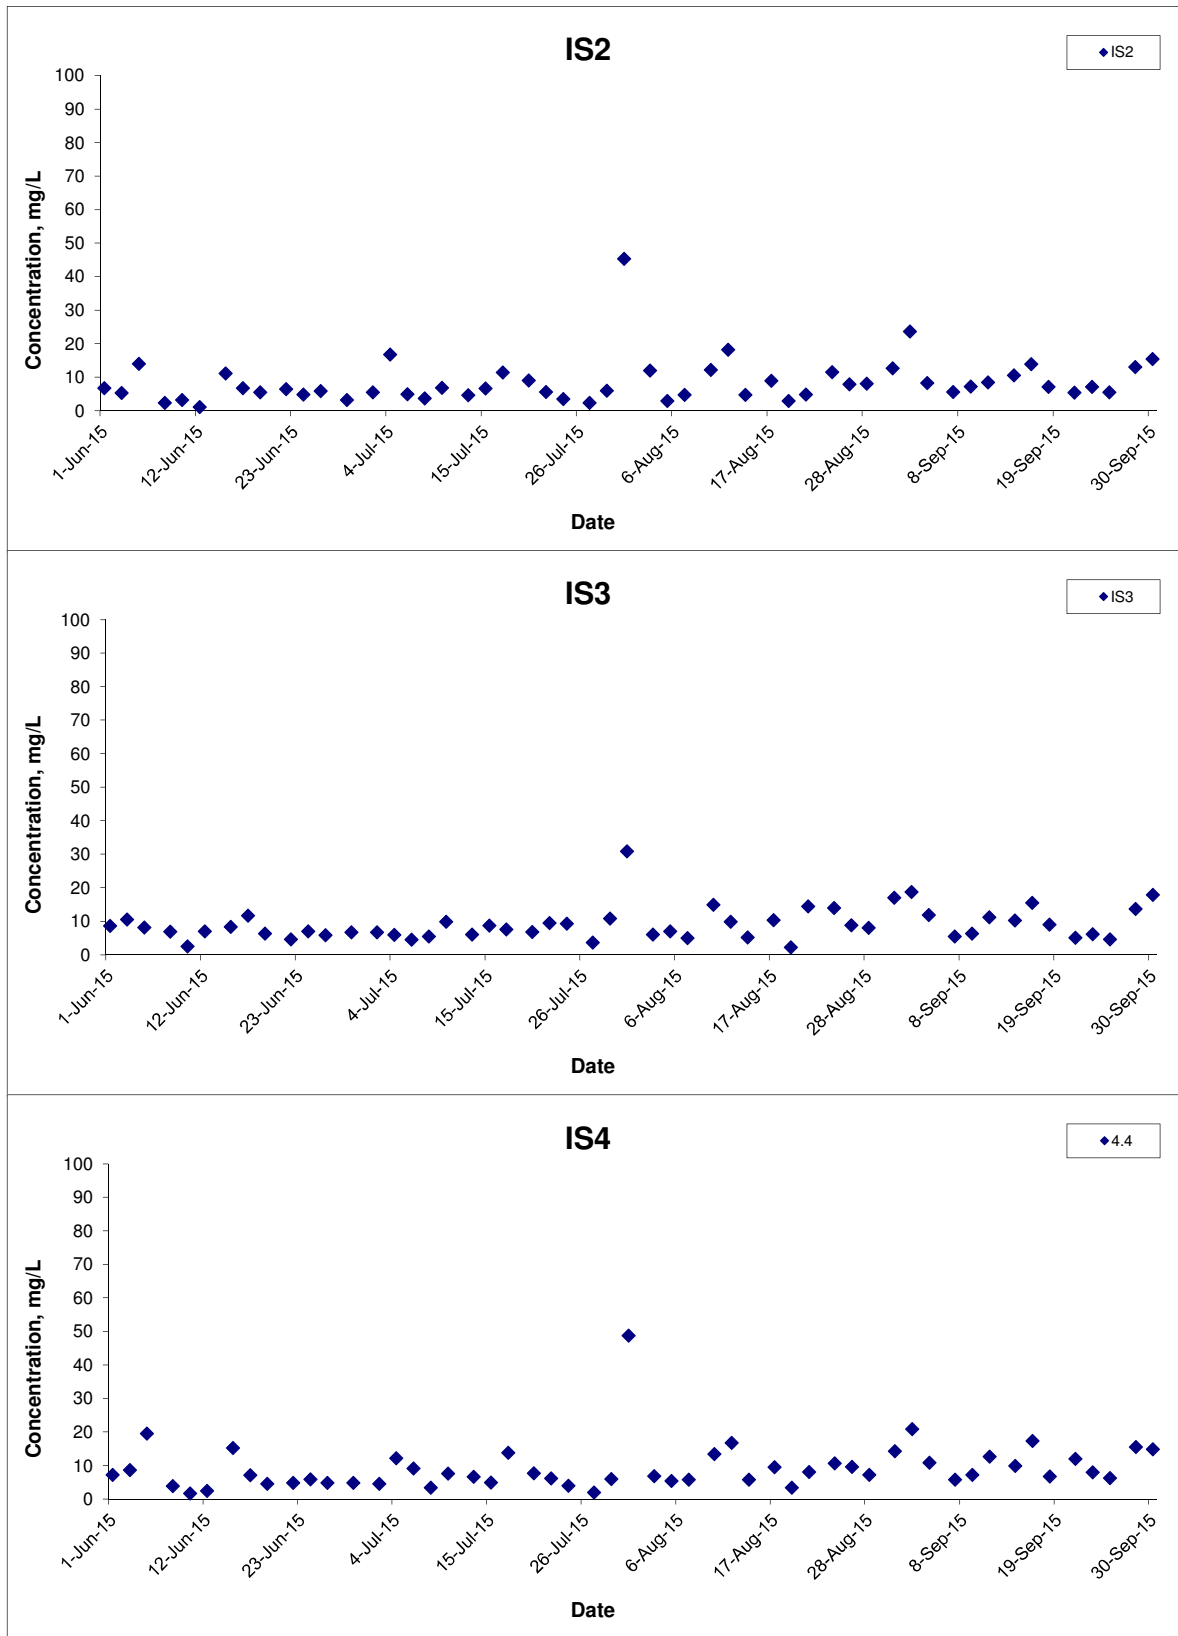 IS2
IS2
100
90
80
70
60
50
40
30
20
10
0
Concentration, mg/L
1-Jun-15
12-Jun-15
23-Jun-15
4-Jul-15
15-Jul-15
26-Jul-15
6-Aug-15
17-Aug-15
28-Aug-15
8-Sep-15
19-Sep-15
30-Sep-15
Date
IS3
IS3
100
90
80
70
60
50
40
30
20
10
0
Concentration, mg/L
1-Jun-15
12-Jun-15
23-Jun-15
4-Jul-15
15-Jul-15
26-Jul-15
6-Aug-15
17-Aug-15
28-Aug-15
8-Sep-15
19-Sep-15
30-Sep-15
Date
IS4
4.4
100
90
80
70
60
50
40
30
20
10
0
Concentration, mg/L
1-Jun-15
12-Jun-15
23-Jun-15
4-Jul-15
15-Jul-15
26-Jul-15
6-Aug-15
17-Aug-15
28-Aug-15
8-Sep-15
19-Sep-15
30-Sep-15
Date